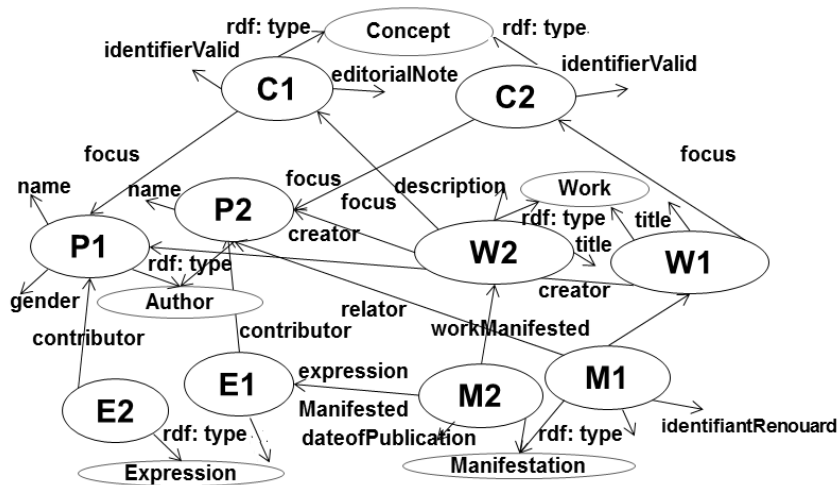 rdf: type
Concept
rdf: type
identifierValid
C1
editorialNote
C2
identifierValid
focus
focus
name
name
P2
focus
focus
description
Work
rdf: type
title
title
P1
creator
W2
W1
rdf: type
creator
gender
Author
relator
contributor
contributor
workManifested
expression
E1
M2
M1
E2
Manifested
identifiantRenouard
rdf: type
dateofPublication
rdf: type
Expression
Manifestation